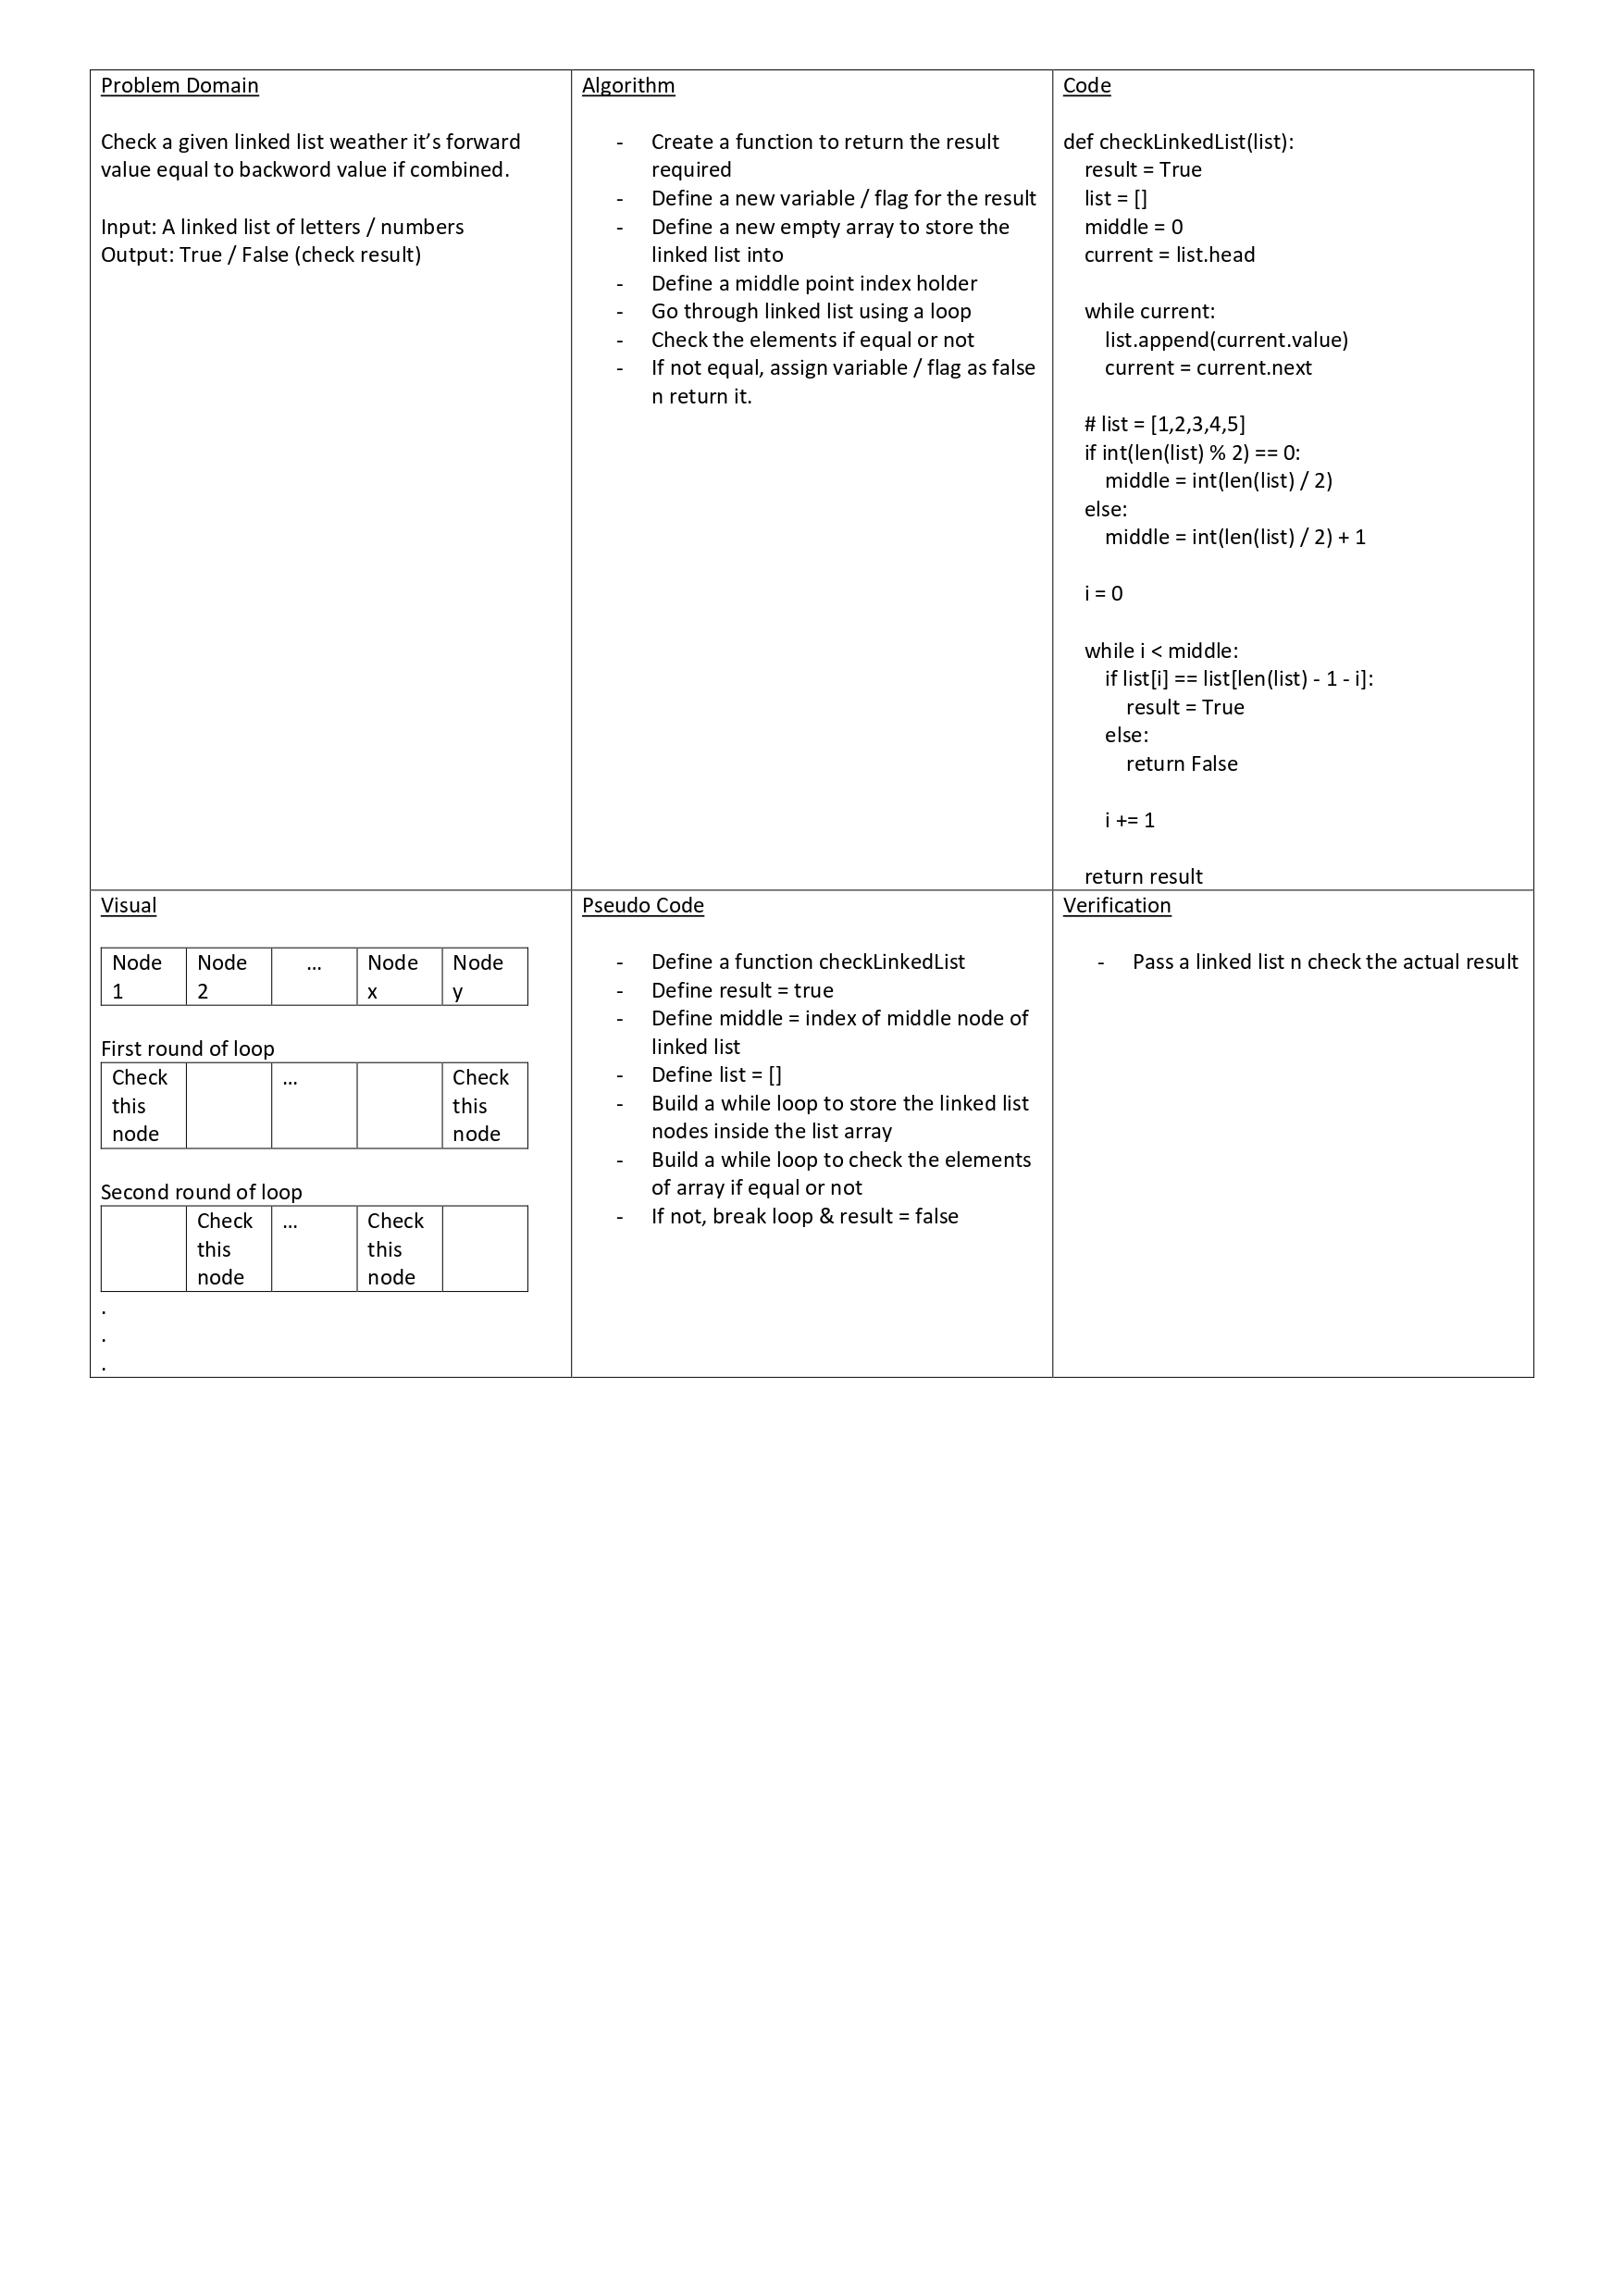 Problem Domain
Check a given linked list weather it’s forward
value equal to backword value if combined.
Input: A linked list of letters / numbers
Output: True / False (check result)
Algorithm
- Create a function to return the result
required
- Define a new variable / flag for the result
- Define a new empty array to store the
linked list into
- Define a middle point index holder
- Go through linked list using a loop
- Check the elements if equal or not
- If not equal, assign variable / flag as false
n return it.
Code
def checkLinkedList(list):
result = True
list = []
middle = 0
current = list.head
while current:
list.append(current.value)
current = current.next
# list = [1,2,3,4,5]
if int(len(list) % 2) == 0:
middle = int(len(list) / 2)
else:
middle = int(len(list) / 2) + 1
i = 0
while i < middle:
if list[i] == list[len(list) - 1 - i]:
result = True
else:
return False
i += 1
return result
Visual
Node Node ... Node Node
1 2 x y
First round of loop
Check ... Check
this this
node node
Second round of loop
Check ... Check
this this
node node
.
.
.
Pseudo Code
- Define a function checkLinkedList
- Define result = true
- Define middle = index of middle node of
linked list
- Define list = []
- Build a while loop to store the linked list
nodes inside the list array
- Build a while loop to check the elements
of array if equal or not
- If not, break loop & result = false
Verification
- Pass a linked list n check the actual result